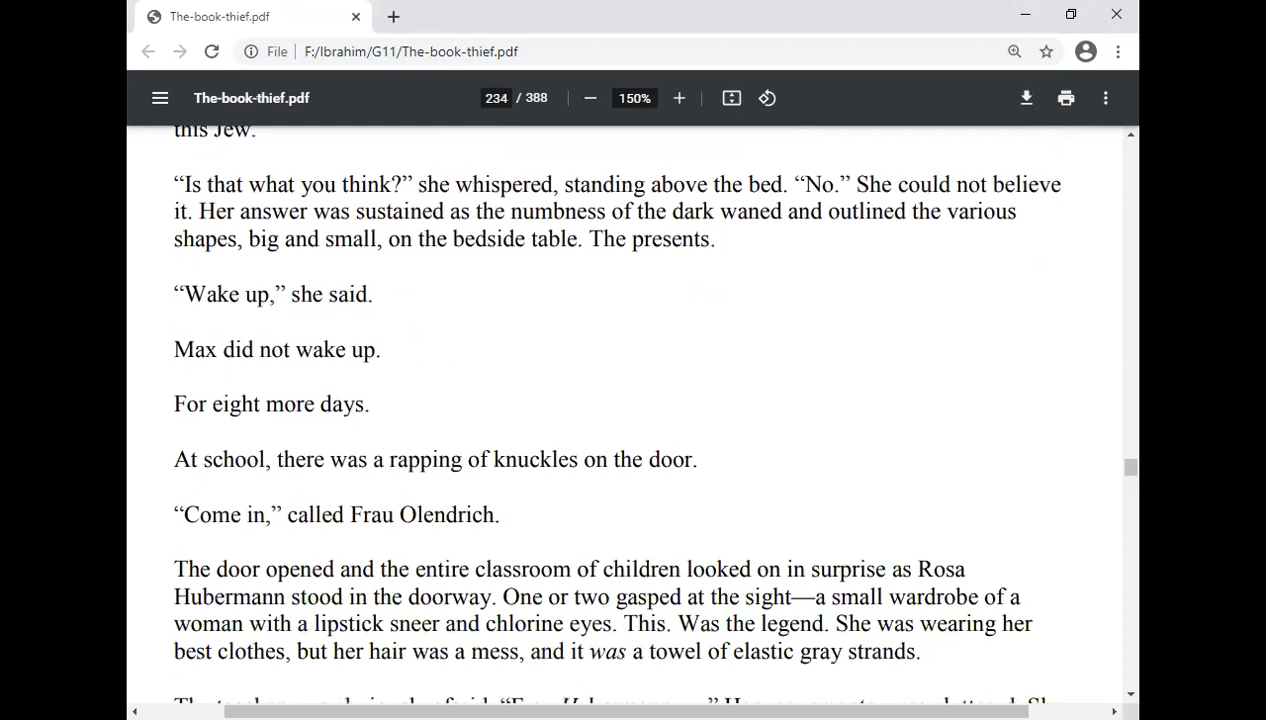 The-book-thief.pdf
File F:/Ibrahim/G11/The-book-thief.pdf
The-book-thief.pdf 234 / 388 150%
this Jew.
“Is that what you think?” she whispered, standing above the bed. “No.” She could not believe
it. Her answer was sustained as the numbness of the dark waned and outlined the various
shapes, big and small, on the bedside table. The presents.
“Wake up,” she said.
Max did not wake up.
For eight more days.
At school, there was a rapping of knuckles on the door.
“Come in,” called Frau Olendrich.
The door opened and the entire classroom of children looked on in surprise as Rosa
Hubermann stood in the doorway. One or two gasped at the sight—a small wardrobe of a
woman with a lipstick sneer and chlorine eyes. This. Was the legend. She was wearing her
best clothes, but her hair was a mess, and it was a towel of elastic gray strands.